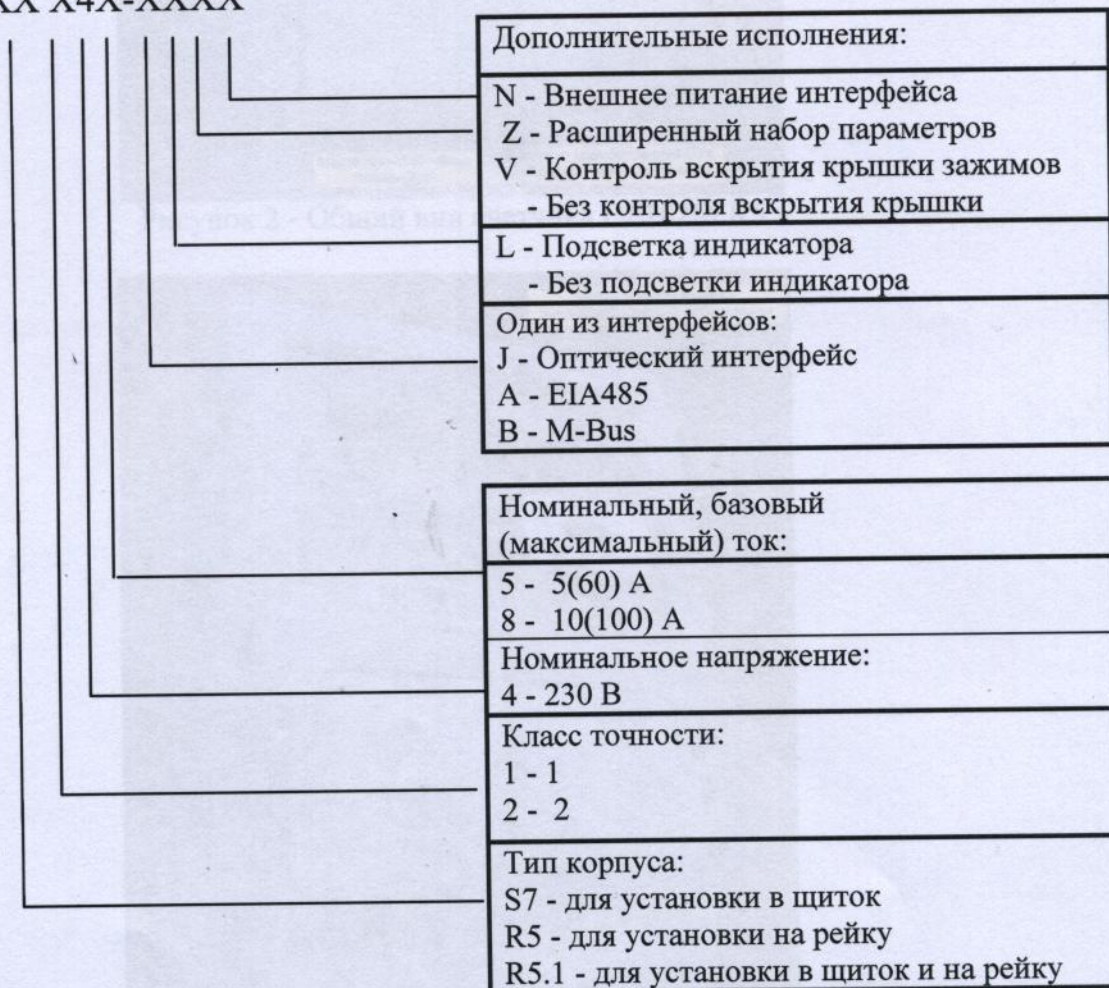 XX X4X-XXXX
Дополнительные исполнения:
N - Внешнее питание интерфейса
Z - Расширенный набор параметров
V - Контроль вскрытия крышки зажимов
- Без контроля вскрытия крышки
L - Подсветка индикатора
- Без подсветки индикатора
Один из интерфейсов:
J - Оптический интерфейс
A - EIA485
B - M-Bus
Номинальный, базовый
(максимальный) ток:
5 - 5(60) А
8 - 10(100) А
Номинальное напряжение:
4 - 230 В
Класс точности:
1 - 1
2 - 2
Тип корпуса:
S7 - для установки в щиток
R5 - для установки на рейку
R5.1 - для установки в щиток и на рейку